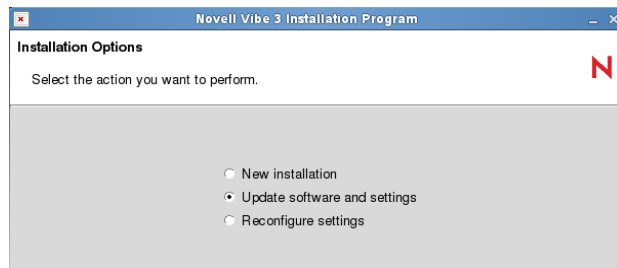 Novell Vibe 3 Installation Program
Installation Options
Select the action you want to perform.
N
New installation
Update software and settings
Reconfigure settings